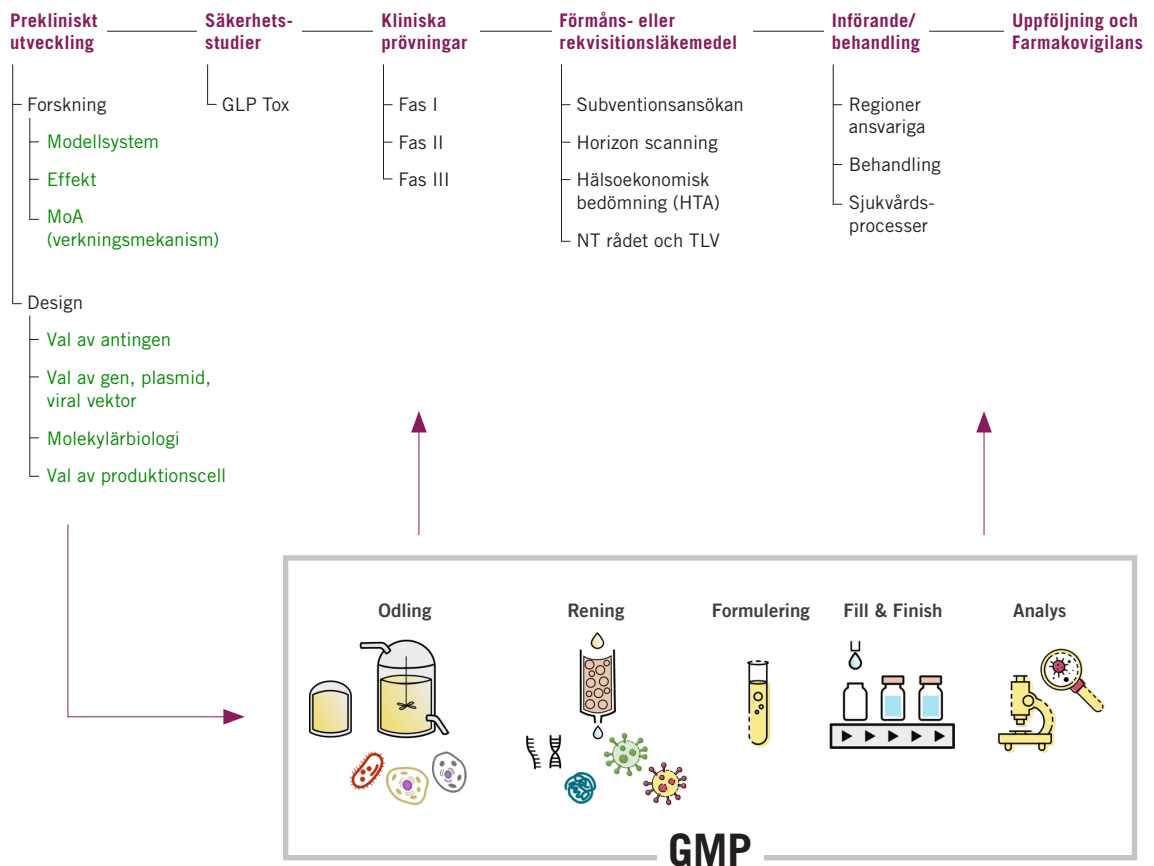 Prekliniskt
utveckling
Säkerhets-
studier
Kliniska
prövningar
Förmåns- eller
rekvisitionsläkemedel
Införande/
behandling
Uppföljning och
Farmakovigilans
Forskning
Modellsystem
Effekt
MoA
(verkningsmekanism)
Design
Val av antingen
Val av gen, plasmid,
viral vektor
Molekylärbiologi
Val av produktionscell
GLP Tox
Fas I
Fas II
Fas III
Subventionsansökan
Horizon scanning
Hälsoekonomisk
bedömning (HTA)
NT rådet och TLV
Regioner
ansvariga
Behandling
Sjukvårds-
processer
Odling
Rening
Formulering
Fill & Finish
Analys
GMP